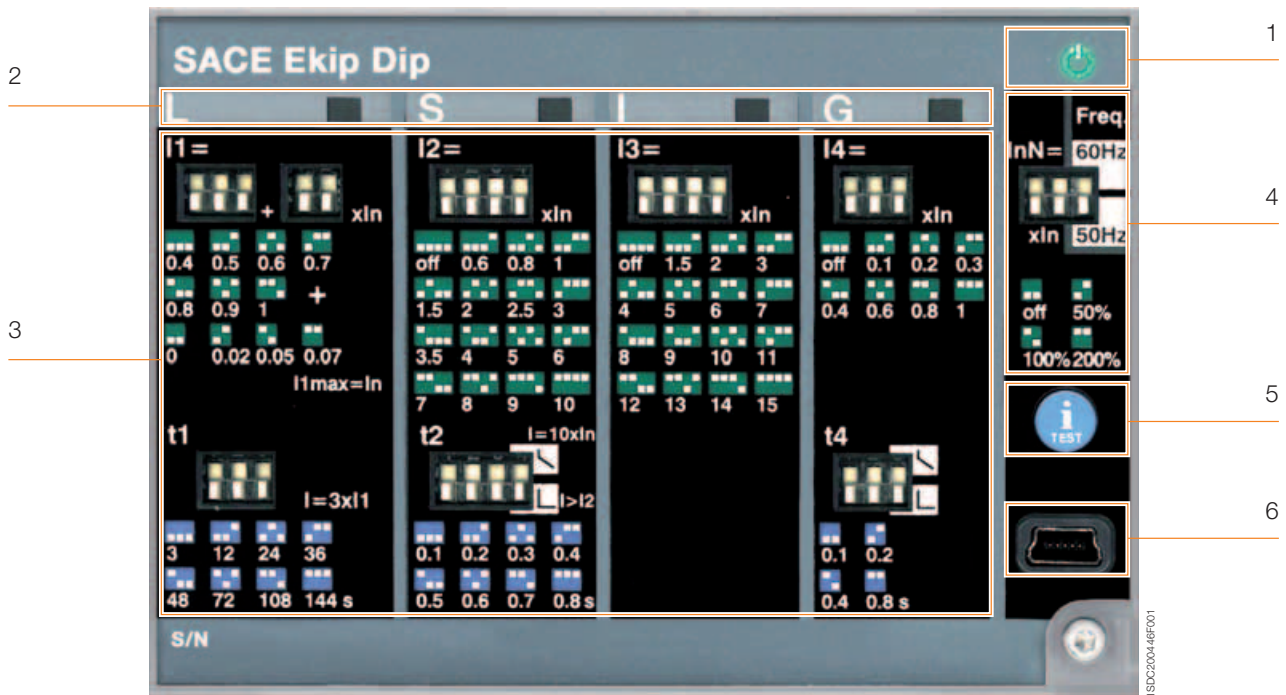 SACE Ekip Dip
1
2
L S I G
3
4
5
6
I1=
+ xIn
0.4 0.5 0.6 0.7
0.8 0.9 1 +
0 0.02 0.05 0.07
I1max=In
t1
I=3xI1
3 12 24 36
48 72 108 144 s
I2=
xIn
off 0.6 0.8 1
1.5 2 2.5 3
3.5 4 5 6
7 8 9 10
t2 I=10xIn
I>I2
0.1 0.2 0.3 0.4
0.5 0.6 0.7 0.8 s
I3=
xIn
off 1.5 2 3
4 5 6 7
8 9 10 11
12 13 14 15
I4=
xIn
off 0.1 0.2 0.3
0.4 0.6 0.8 1
t4
0.1 0.2
0.4 0.8 s
Freq.
InN= 60Hz
xIn 50Hz
off 50%
100% 200%
i
TEST
S/N
1SDC200446F001